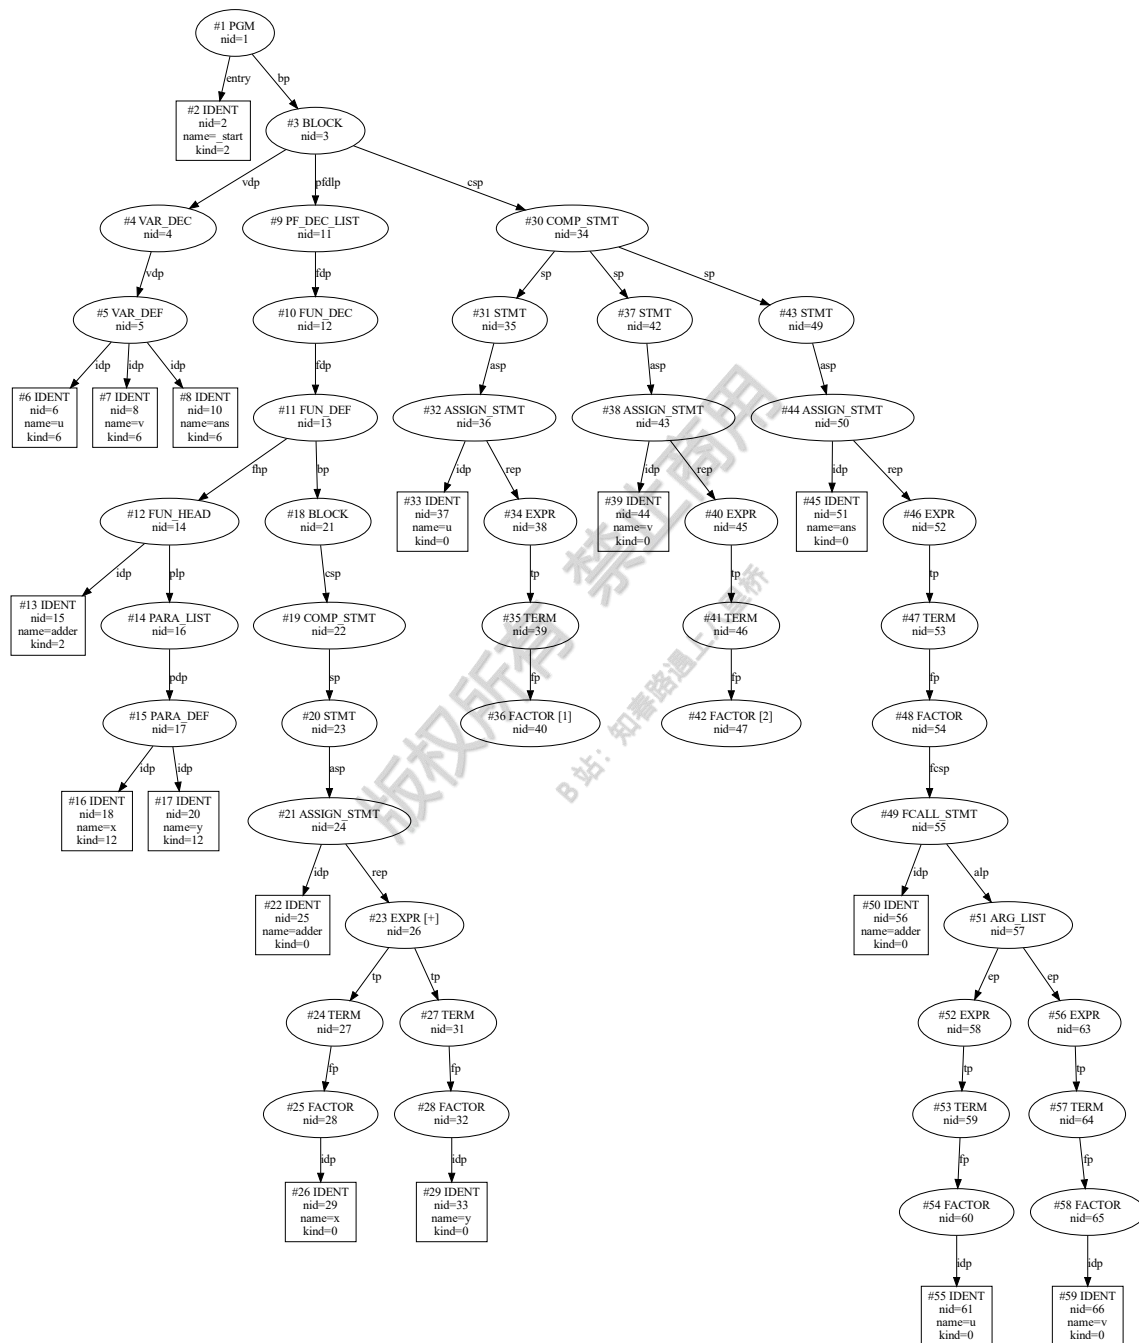 #1 PGM
nid=1
entry
bp
#2 IDENT
nid=2
name=_start
kind=2
#3 BLOCK
nid=3
vdp
pfdlp
csp
#4 VAR_DEC
nid=4
#9 PF_DEC_LIST
nid=11
#30 COMP_STMT
nid=34
vdp
fdp
sp
sp
sp
#5 VAR_DEF
nid=5
#10 FUN_DEC
nid=12
#31 STMT
nid=35
#37 STMT
nid=42
#43 STMT
nid=49
idp
idp
idp
fdp
asp
asp
asp
#6 IDENT
nid=6
name=u
kind=6
#7 IDENT
nid=8
name=v
kind=6
#8 IDENT
nid=10
name=ans
kind=6
#11 FUN_DEF
nid=13
#32 ASSIGN_STMT
nid=36
#38 ASSIGN_STMT
nid=43
#44 ASSIGN_STMT
nid=50
fhp
bp
idp
rep
idp
rep
idp
rep
#12 FUN_HEAD
nid=14
#18 BLOCK
nid=21
#33 IDENT
nid=37
name=u
kind=0
#34 EXPR
nid=38
#39 IDENT
nid=44
name=v
kind=0
#40 EXPR
nid=45
#45 IDENT
nid=51
name=ans
kind=0
#46 EXPR
nid=52
idp
plp
csp
tp
tp
tp
#13 IDENT
nid=15
name=adder
kind=2
#14 PARA_LIST
nid=16
#19 COMP_STMT
nid=22
#35 TERM
nid=39
#41 TERM
nid=46
#47 TERM
nid=53
pdp
sp
fp
fp
fp
#15 PARA_DEF
nid=17
#20 STMT
nid=23
#36 FACTOR [1]
nid=40
#42 FACTOR [2]
nid=47
#48 FACTOR
nid=54
idp
idp
asp
fcsp
#16 IDENT
nid=18
name=x
kind=12
#17 IDENT
nid=20
name=y
kind=12
#21 ASSIGN_STMT
nid=24
#49 FCALL_STMT
nid=55
idp
rep
idp
alp
#22 IDENT
nid=25
name=adder
kind=0
#23 EXPR [+]
nid=26
#50 IDENT
nid=56
name=adder
kind=0
#51 ARG_LIST
nid=57
tp
tp
ep
ep
#24 TERM
nid=27
#27 TERM
nid=31
#52 EXPR
nid=58
#56 EXPR
nid=63
fp
fp
tp
tp
#25 FACTOR
nid=28
#28 FACTOR
nid=32
#53 TERM
nid=59
#57 TERM
nid=64
idp
idp
fp
fp
#26 IDENT
nid=29
name=x
kind=0
#29 IDENT
nid=33
name=y
kind=0
#54 FACTOR
nid=60
#58 FACTOR
nid=65
idp
idp
#55 IDENT
nid=61
name=u
kind=0
#59 IDENT
nid=66
name=v
kind=0
版权所有 禁止商用
B 站：知春路遇上八里桥